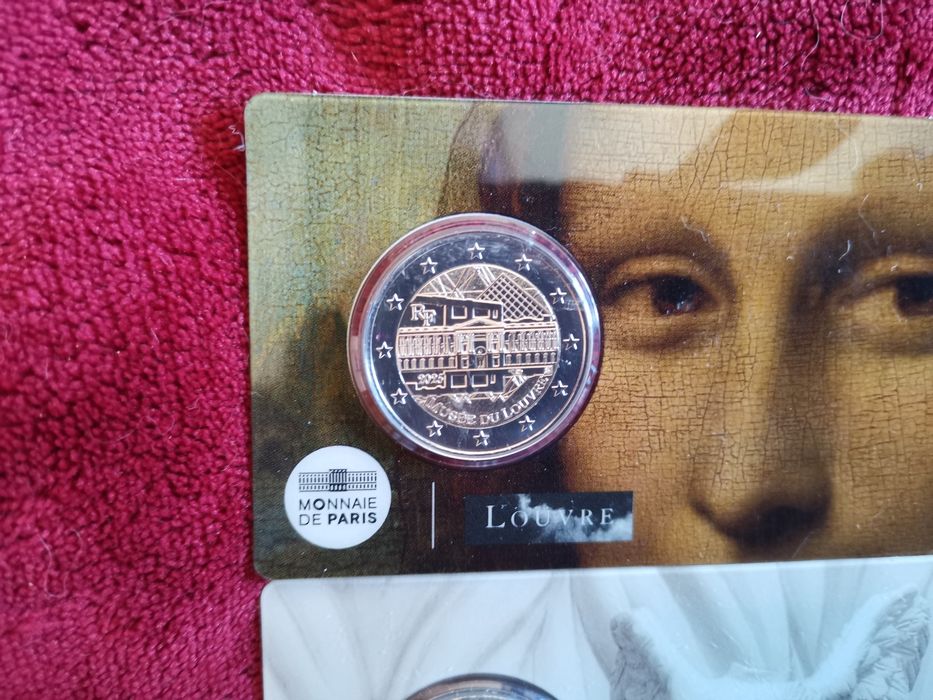 RF
2025
MUSÉE DU LOUVRE
MONNAIE
DE PARIS
LOUVRE